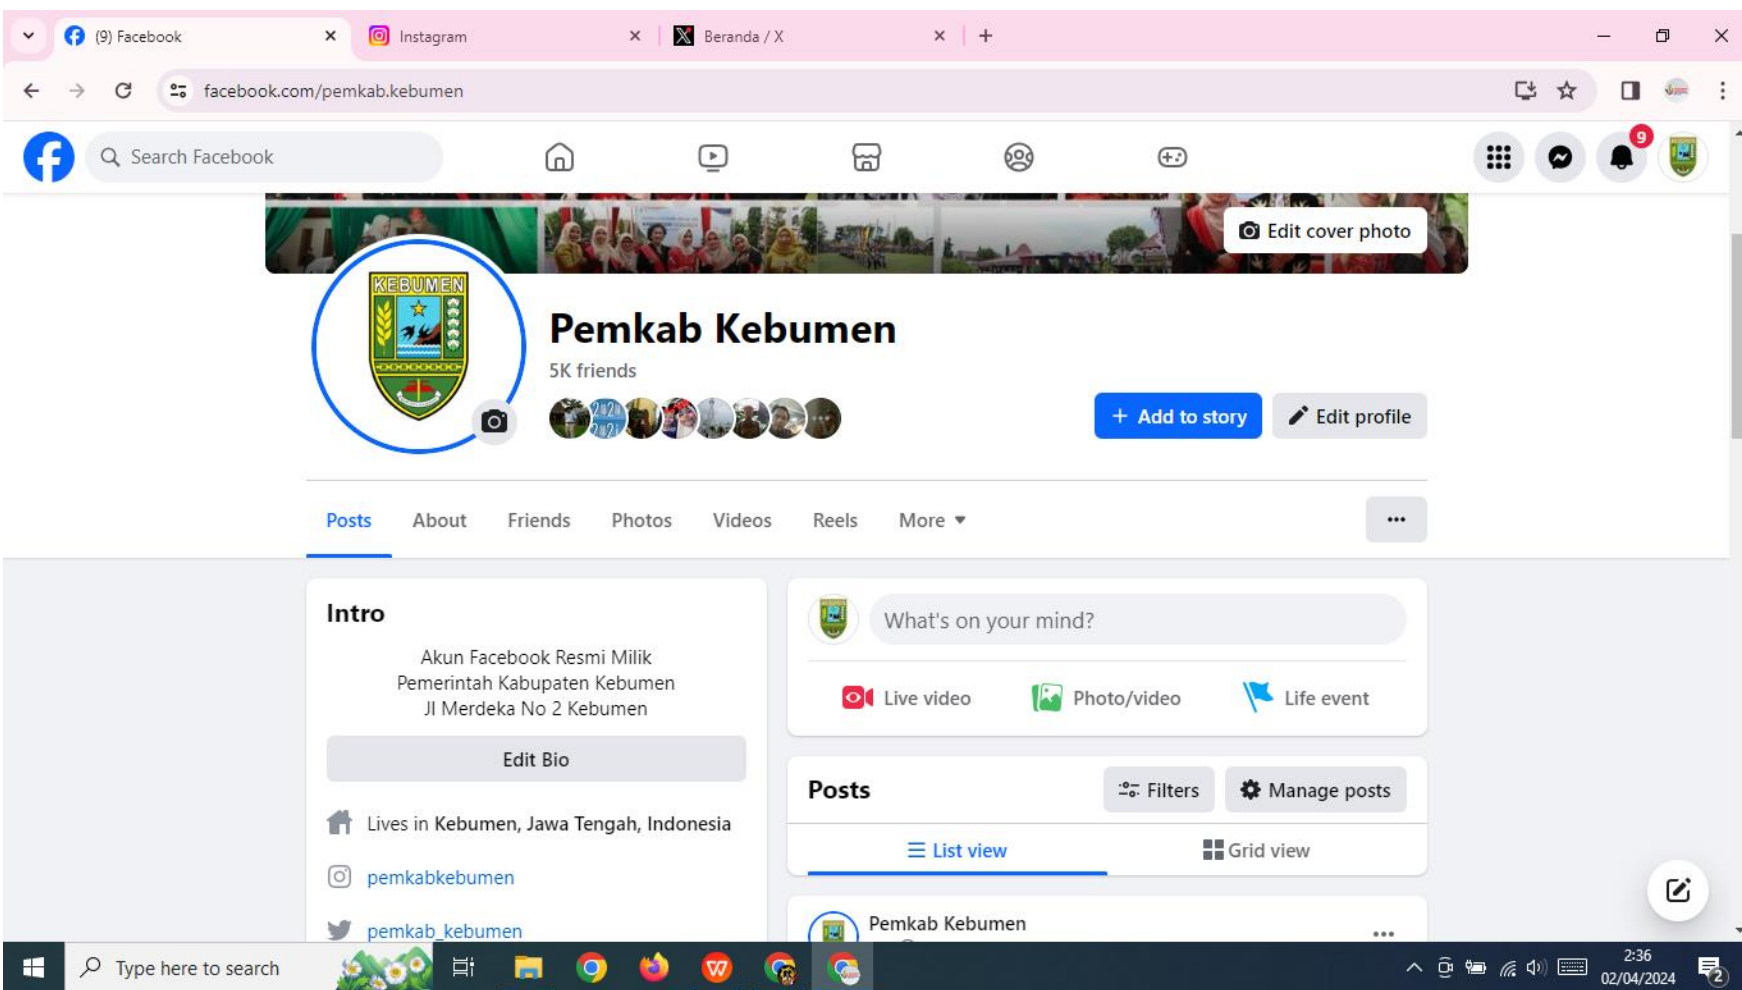 (9) Facebook
Instagram
Beranda / X
facebook.com/pemkab.kebumen
Search Facebook
9
Edit cover photo
KEBUMEN
Pemkab Kebumen
5K friends
+ Add to story
Edit profile
Posts About Friends Photos Videos Reels More
Intro
Akun Facebook Resmi Milik
Pemerintah Kabupaten Kebumen
Jl Merdeka No 2 Kebumen
Edit Bio
Lives in Kebumen, Jawa Tengah, Indonesia
pemkabkebumen
pemkab_kebumen
What's on your mind?
Live video
Photo/video
Life event
Posts
Filters
Manage posts
List view
Grid view
Pemkab Kebumen
Type here to search
2:36
02/04/2024
2